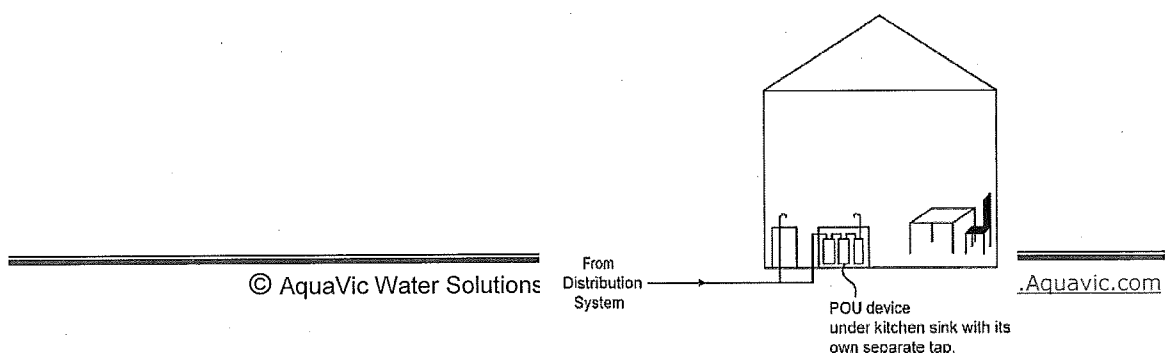 © AquaVic Water Solutions
From
Distribution
System
POU device
under kitchen sink with its
own separate tap.
.Aquavic.com